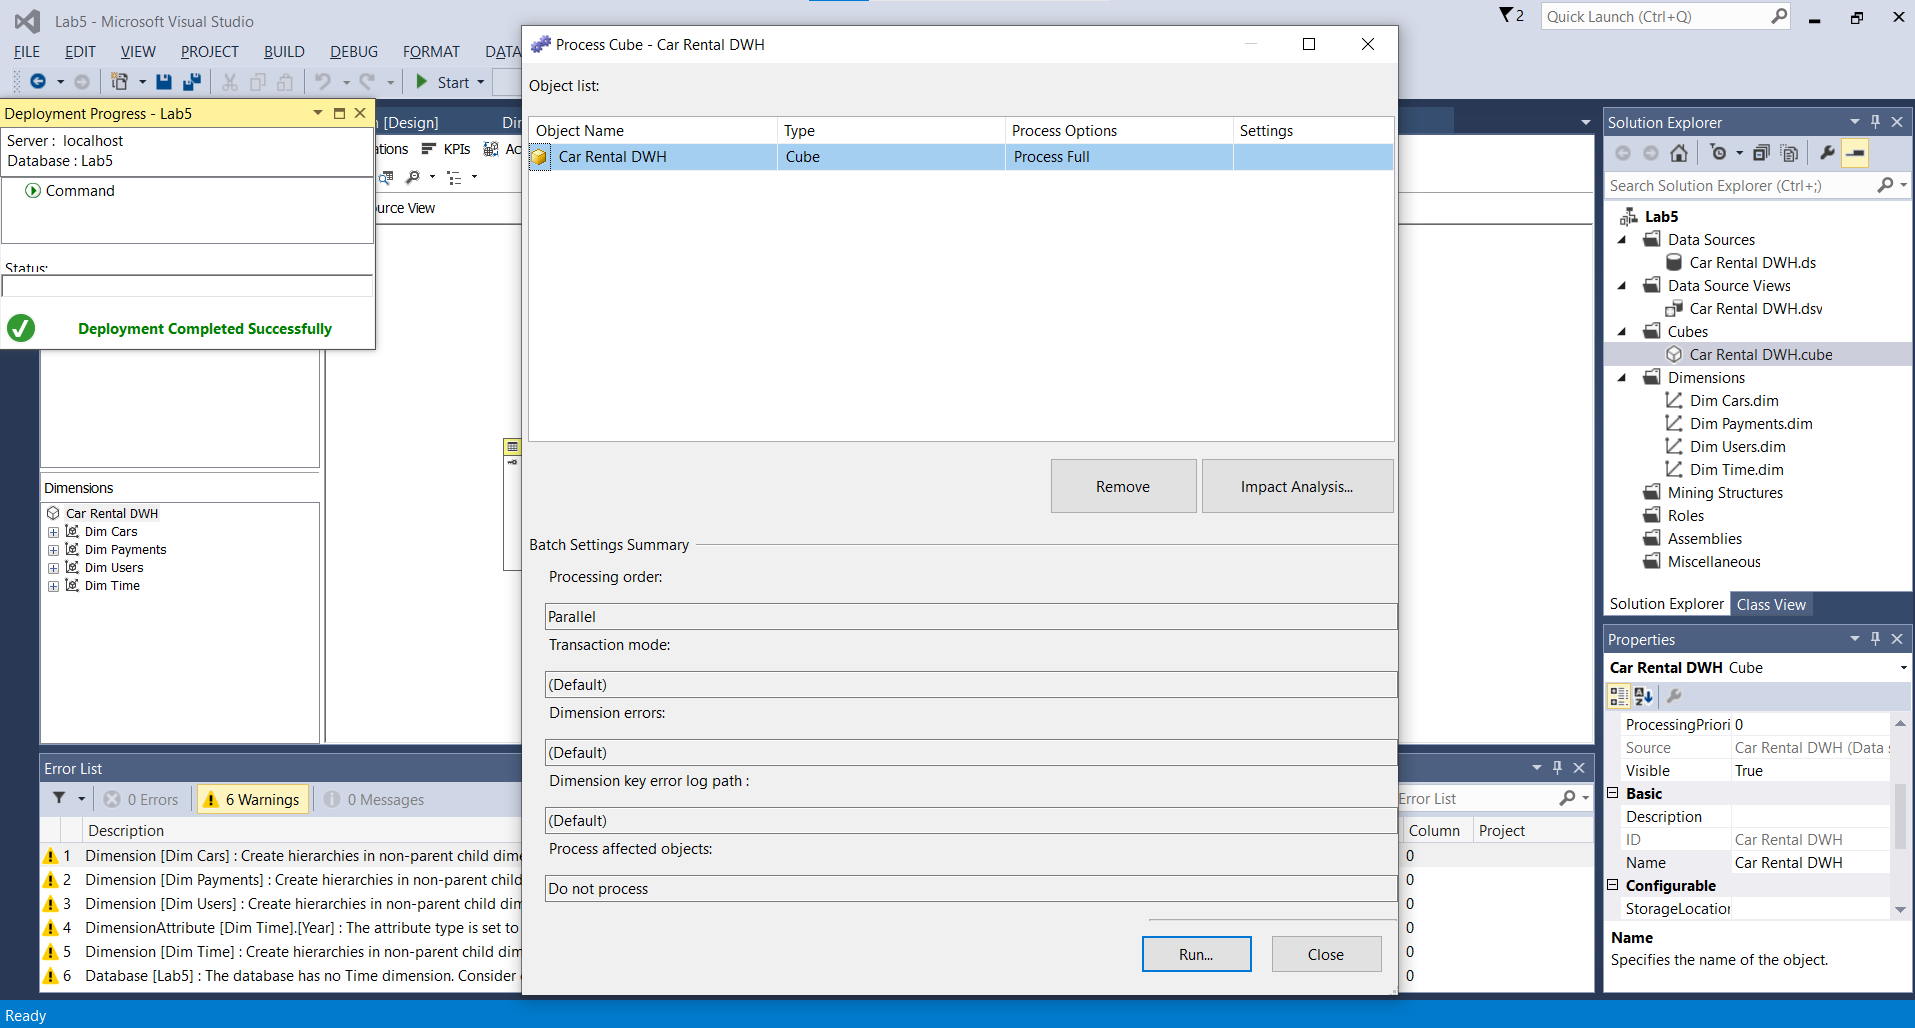 Lab5 - Microsoft Visual Studio
2
Quick Launch (Ctrl+Q)
FILE EDIT VIEW PROJECT BUILD DEBUG FORMAT DATA
Start
Deployment Progress - Lab5
Server : localhost
Database : Lab5
Command
Status:
Deployment Completed Successfully
[Design]
KPIs
Source View
Dimensions
Car Rental DWH
Dim Cars
Dim Payments
Dim Users
Dim Time
Process Cube - Car Rental DWH
Object list:
Object Name Type Process Options Settings
Car Rental DWH Cube Process Full
Remove
Impact Analysis...
Batch Settings Summary
Processing order:
Parallel
Transaction mode:
(Default)
Dimension errors:
(Default)
Dimension key error log path :
(Default)
Process affected objects:
Do not process
Run...
Close
Error List
0 Errors 6 Warnings 0 Messages
Error List
Description Column Project
1 Dimension [Dim Cars] : Create hierarchies in non-parent child dime 0
2 Dimension [Dim Payments] : Create hierarchies in non-parent child 0
3 Dimension [Dim Users] : Create hierarchies in non-parent child dim 0
4 DimensionAttribute [Dim Time].[Year] : The attribute type is set to 0
5 Dimension [Dim Time] : Create hierarchies in non-parent child dim 0
6 Database [Lab5] : The database has no Time dimension. Consider 0
Solution Explorer
Search Solution Explorer (Ctrl+;)
Lab5
Data Sources
Car Rental DWH.ds
Data Source Views
Car Rental DWH.dsv
Cubes
Car Rental DWH.cube
Dimensions
Dim Cars.dim
Dim Payments.dim
Dim Users.dim
Dim Time.dim
Mining Structures
Roles
Assemblies
Miscellaneous
Solution Explorer Class View
Properties
Car Rental DWH Cube
ProcessingPriori 0
Source Car Rental DWH (Data s
Visible True
Basic
Description
ID Car Rental DWH
Name Car Rental DWH
Configurable
StorageLocation
Name
Specifies the name of the object.
Ready